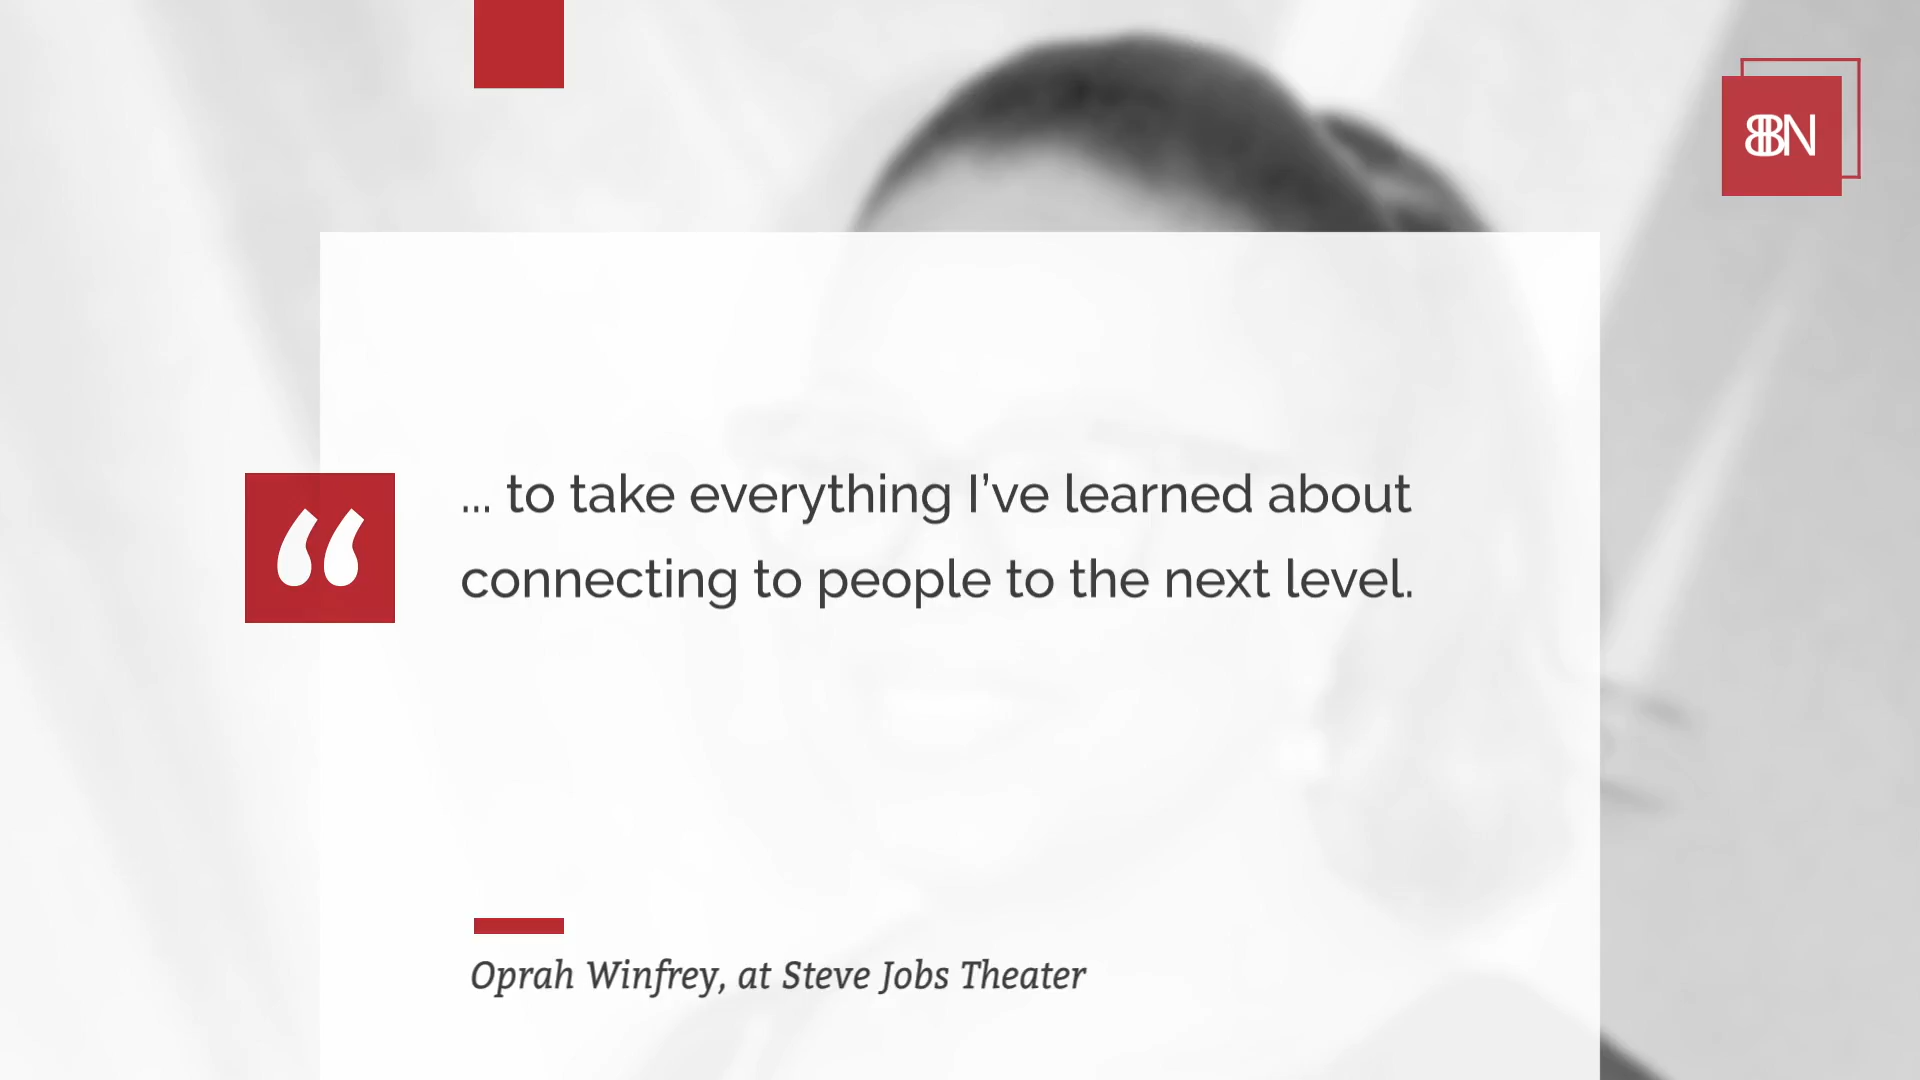 BBN
“
... to take everything I’ve learned about
connecting to people to the next level.
Oprah Winfrey, at Steve Jobs Theater